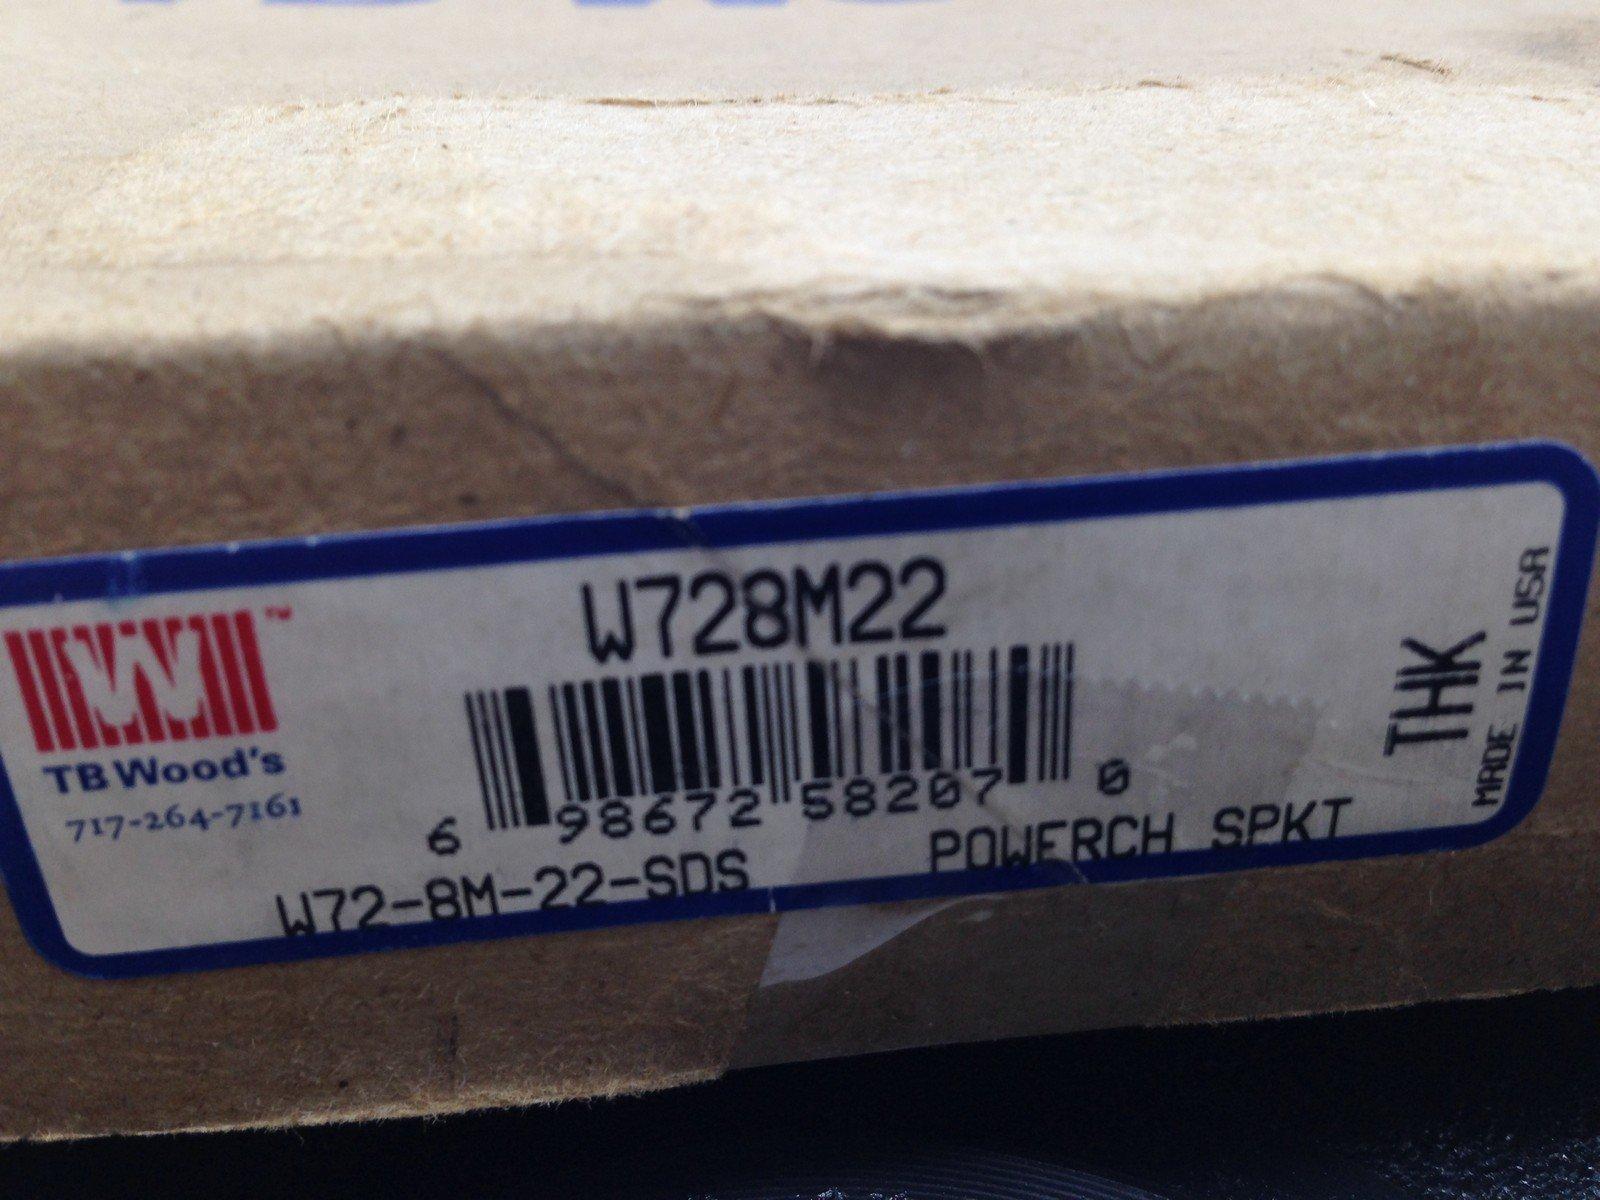 W728M22
TB Wood's
717-264-7161
6 98672 58207 0
W72-8M-22-SDS POWERCH SPKT
THK
MADE IN USA